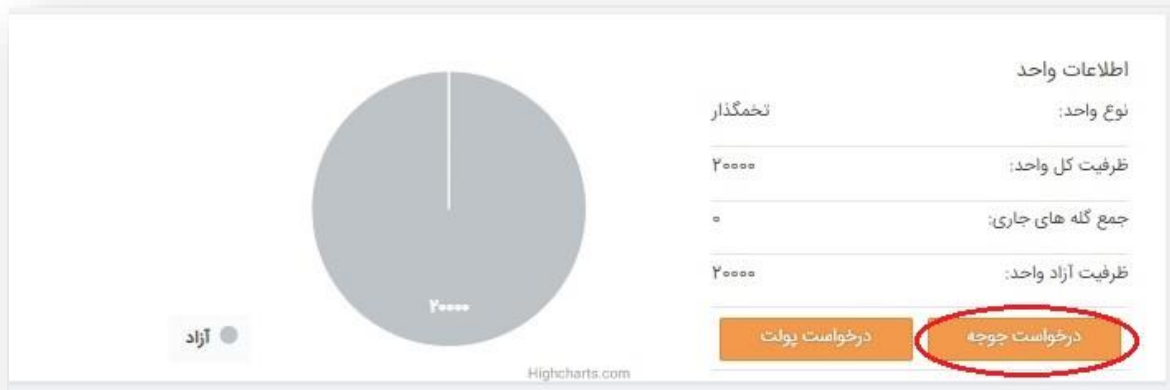 اطلاعات واحد
نوع واحد: تخمگذار
ظرفیت کل واحد: ۲۰۰۰۰
جمع گله های جاری: ۰
ظرفیت آزاد واحد: ۲۰۰۰۰
درخواست جوجه درخواست پولت
۲۰۰۰۰
آزاد
Highcharts.com